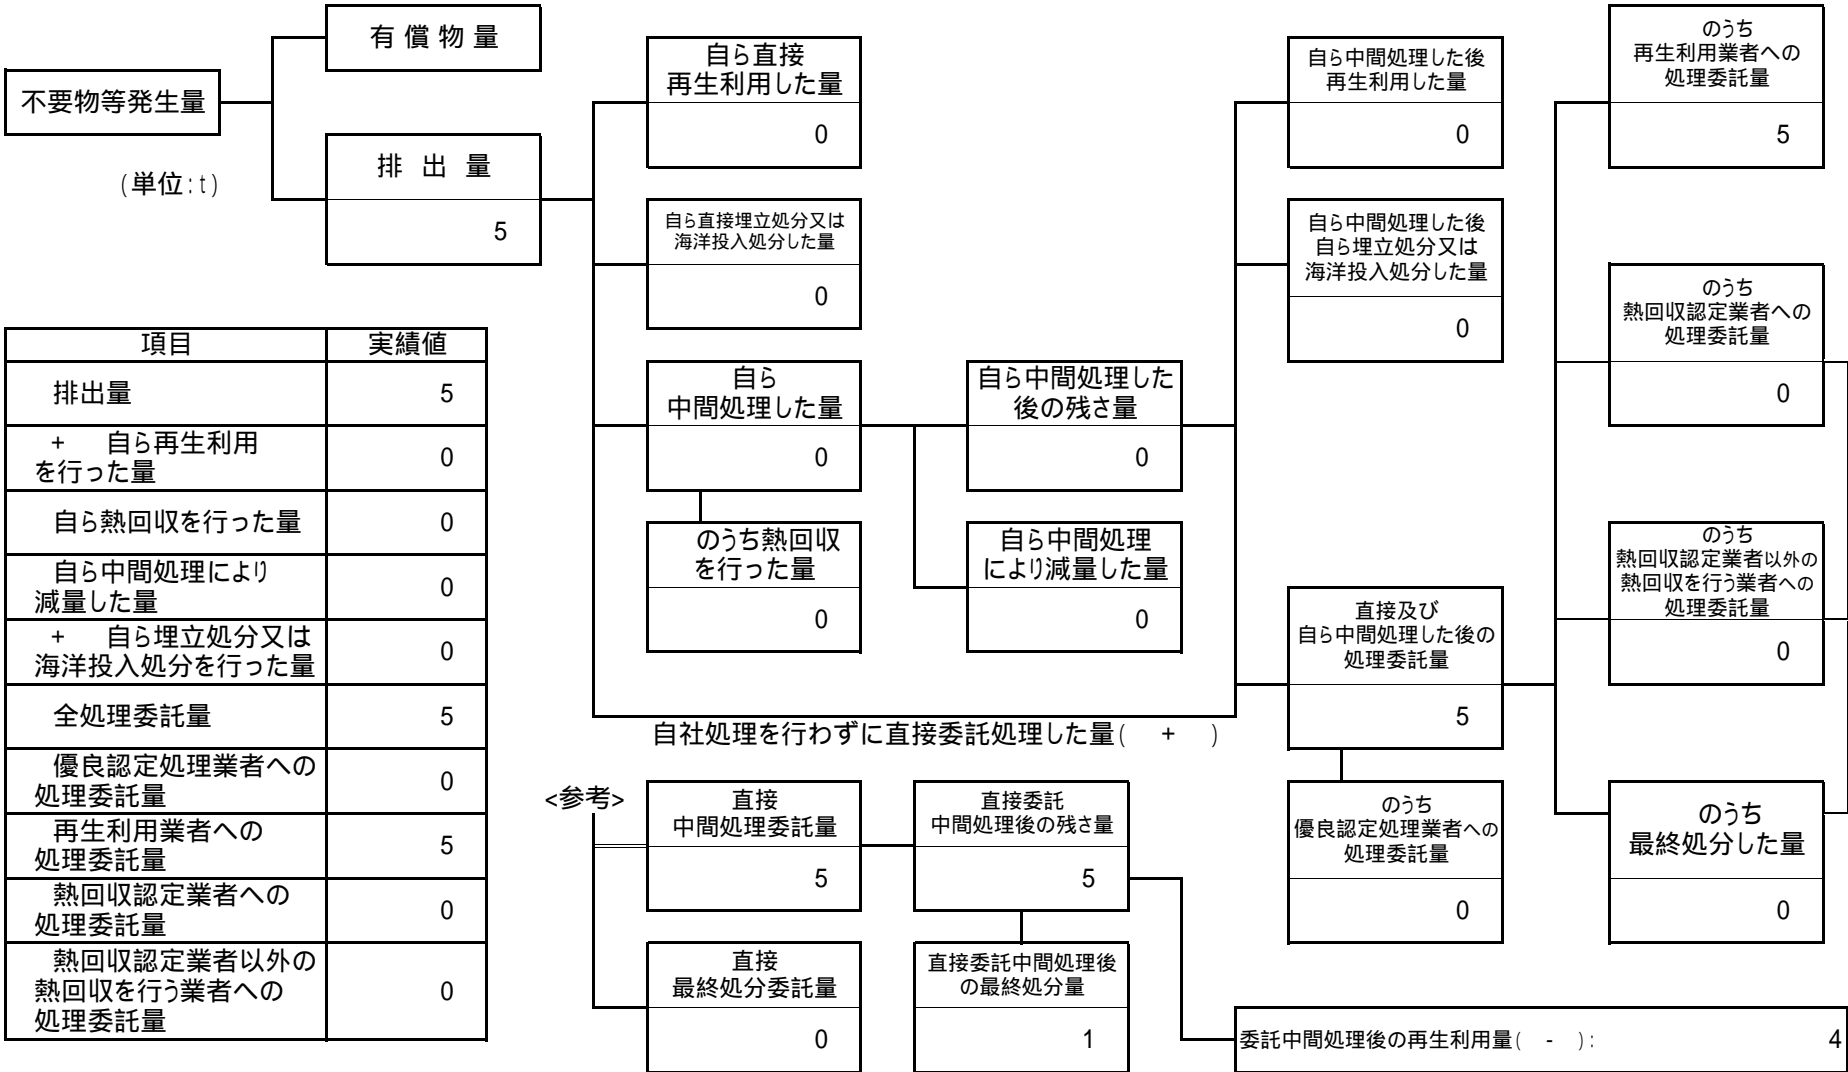 不要物等発生量
(単位:t)
有 償 物 量
排 出 量
5
自ら直接
再生利用した量
0
自ら直接埋立処分又は
海洋投入処分した量
0
自ら
中間処理した量
0
のうち熱回収
を行った量
0
自ら中間処理した
後の残さ量
0
自ら中間処理
により減量した量
0
自ら中間処理した後
再生利用した量
0
自ら中間処理した後
自ら埋立処分又は
海洋投入処分した量
0
直接及び
自ら中間処理した後の
処理委託量
5
のうち
優良認定処理業者への
処理委託量
0
のうち
再生利用業者への
処理委託量
5
のうち
熱回収認定業者への
処理委託量
0
のうち
熱回収認定業者以外の
熱回収を行う業者への
処理委託量
0
のうち
最終処分した量
0
自社処理を行わずに直接委託処理した量( + )
項目 実績値
排出量 5
+ 自ら再生利用
を行った量
0
自ら熱回収を行った量 0
自ら中間処理により
減量した量
0
+ 自ら埋立処分又は
海洋投入処分を行った量
0
全処理委託量 5
優良認定処理業者への
処理委託量
0
再生利用業者への
処理委託量
5
熱回収認定業者への
処理委託量
0
熱回収認定業者以外の
熱回収を行う業者への
処理委託量
0
<参考>
直接
中間処理委託量
5
直接委託
中間処理後の残さ量
5
直接
最終処分委託量
0
直接委託中間処理後
の最終処分量
1
委託中間処理後の再生利用量( - ): 4